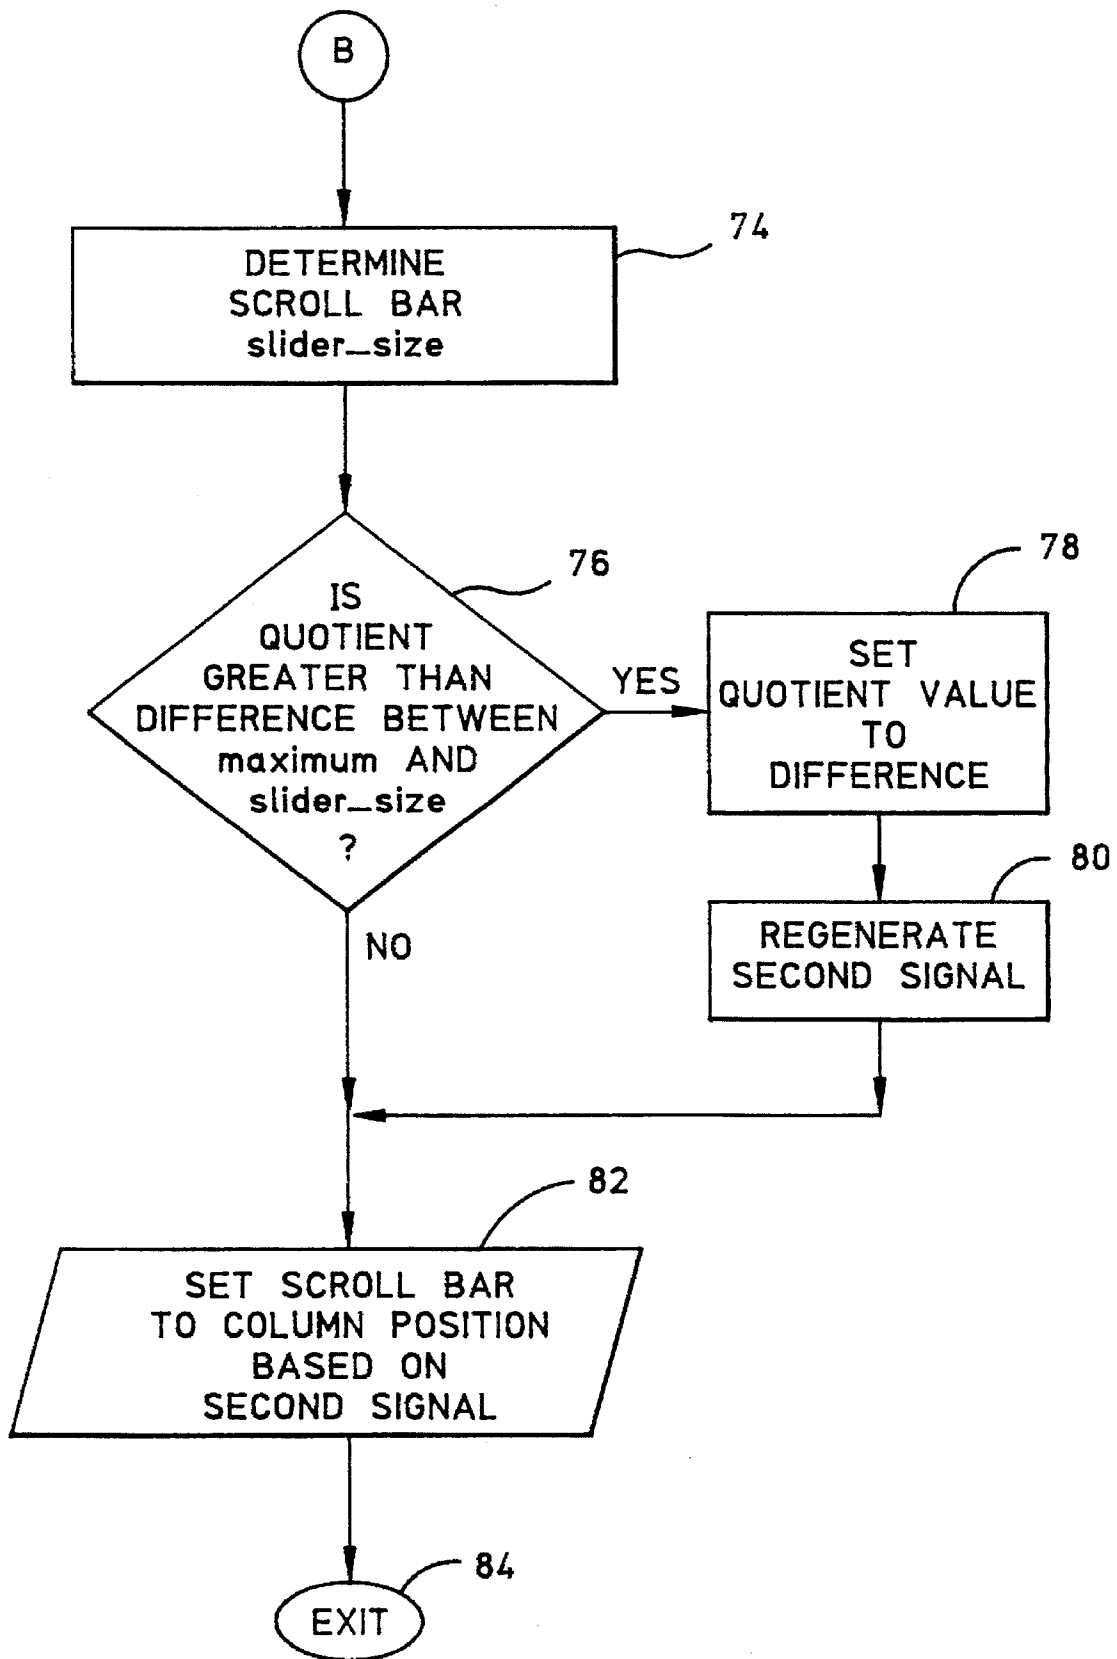 B
74
DETERMINE
SCROLL BAR
slider_size
76
IS
QUOTIENT
GREATER THAN
DIFFERENCE BETWEEN
maximum AND
slider_size
?
YES
78
SET
QUOTIENT VALUE
TO
DIFFERENCE
80
REGENERATE
SECOND SIGNAL
NO
82
SET SCROLL BAR
TO COLUMN POSITION
BASED ON
SECOND SIGNAL
84
EXIT